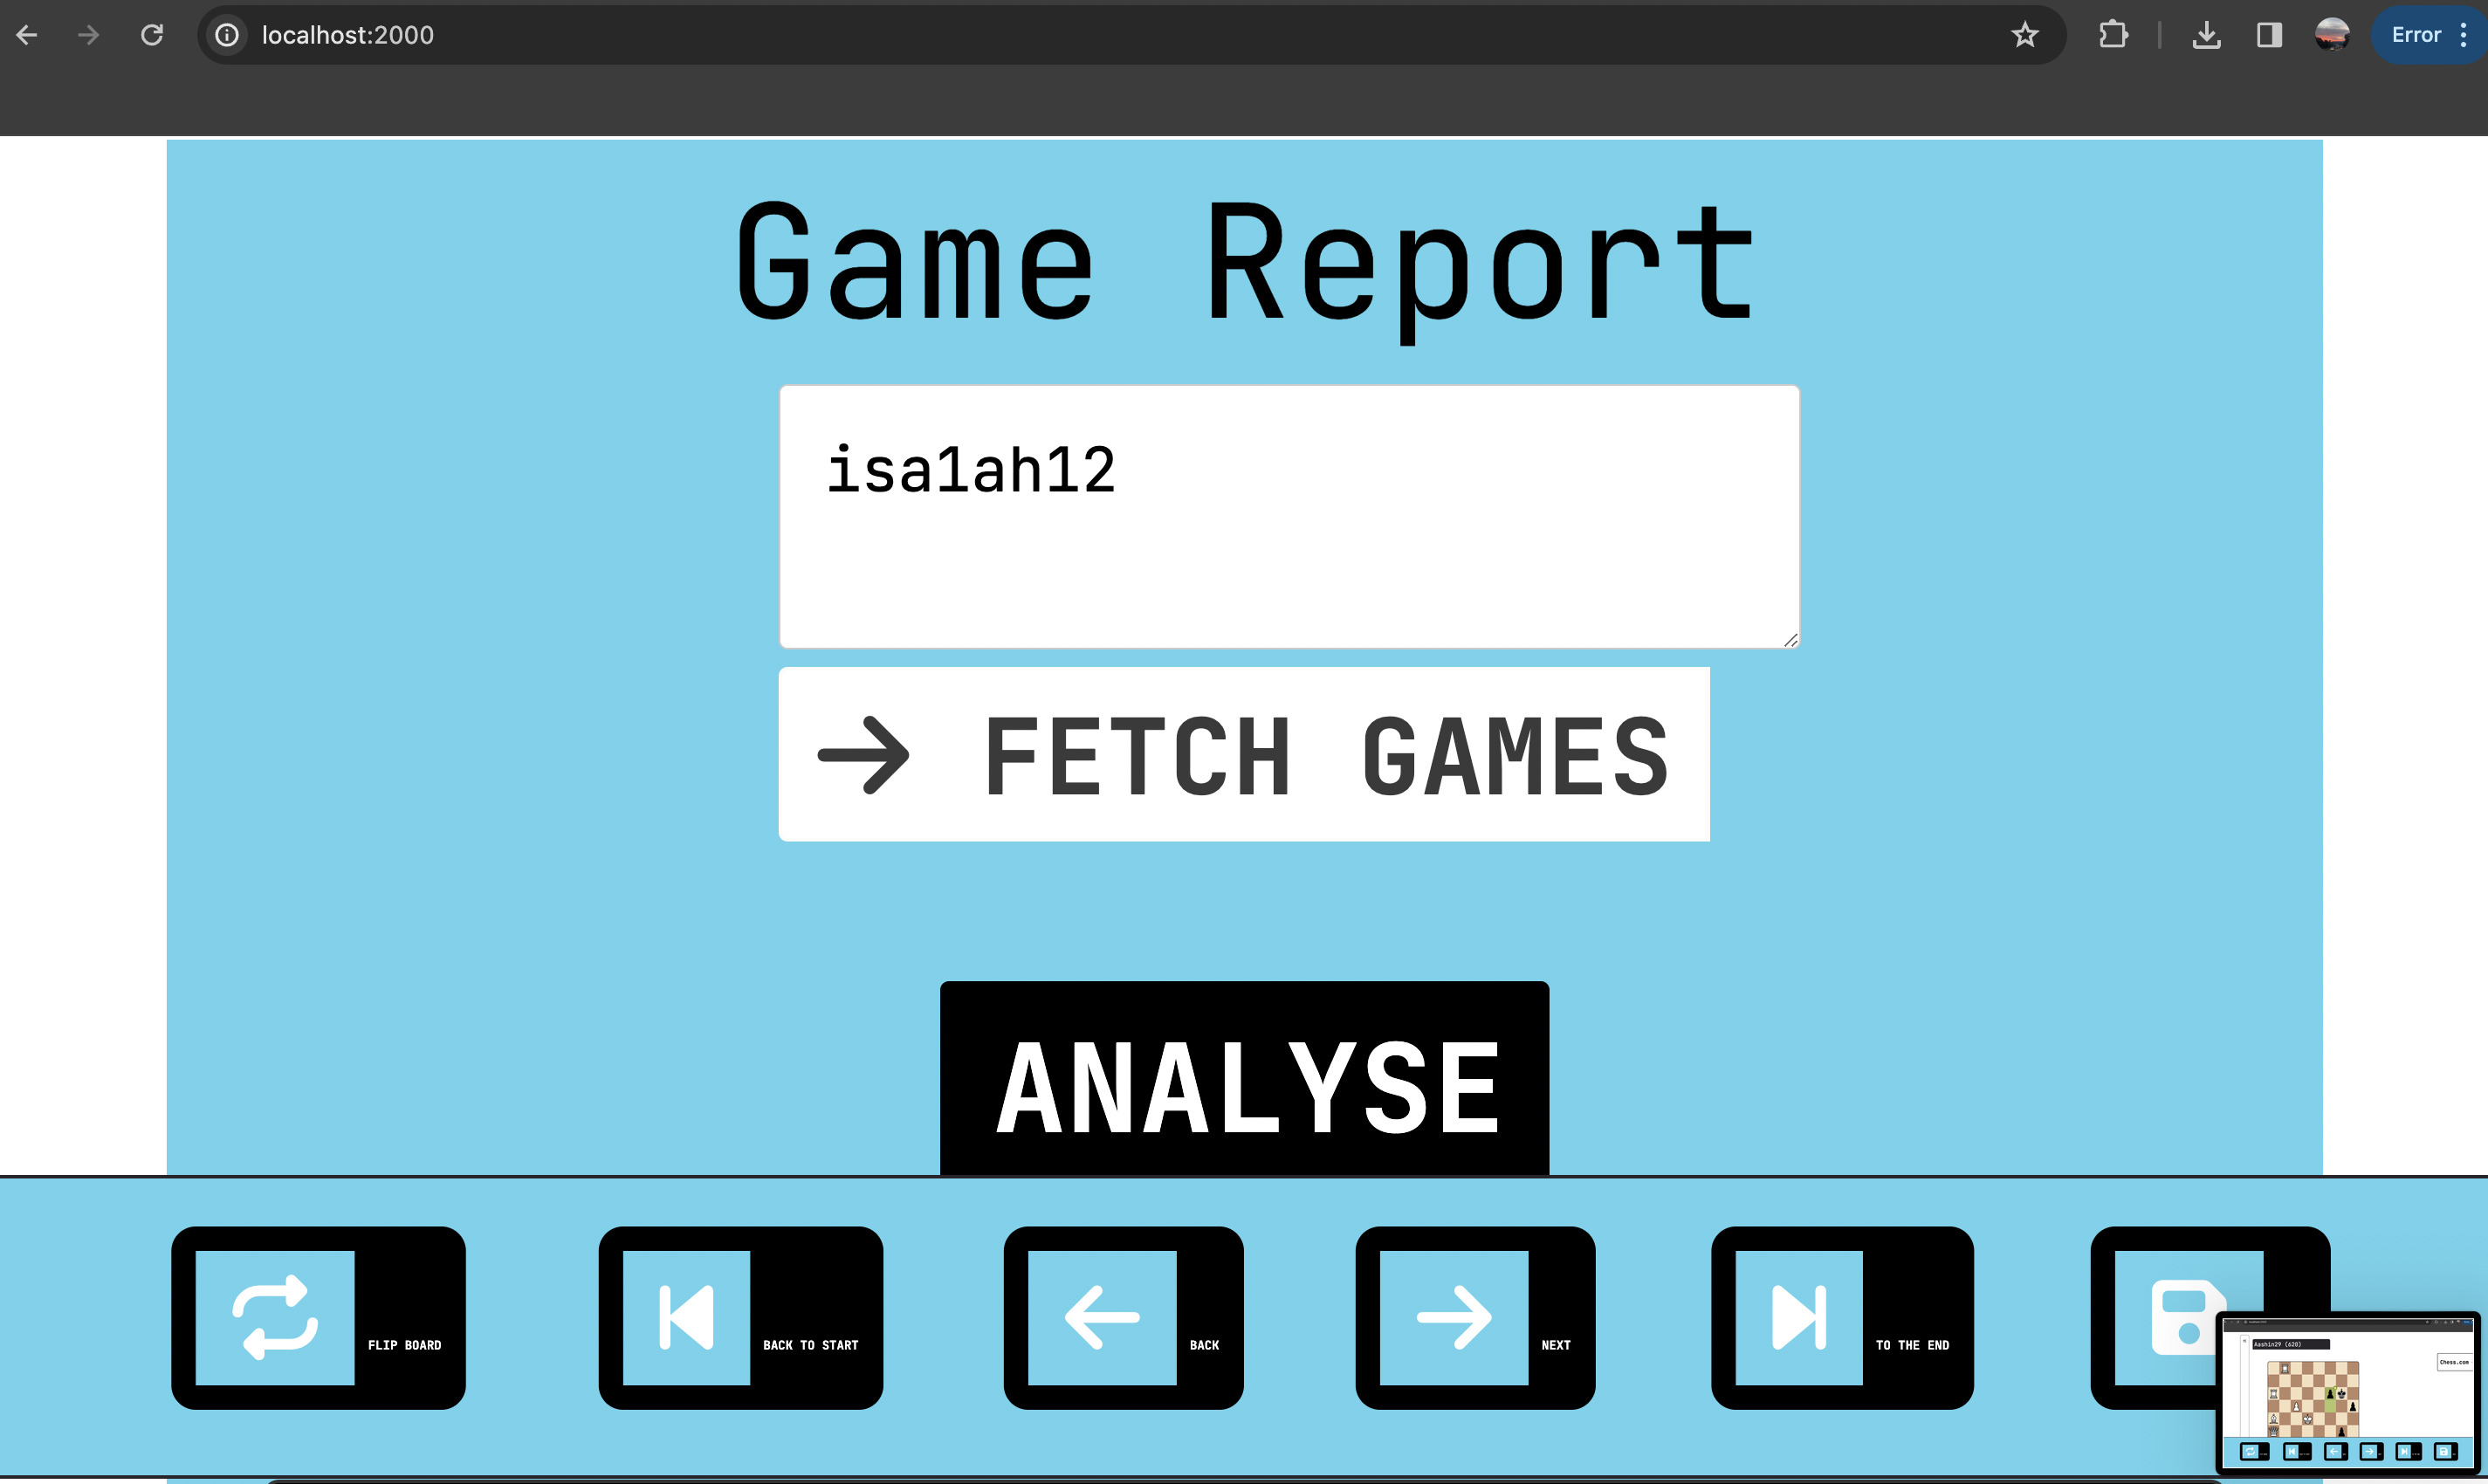 localhost:2000
Error
Game Report
isa1ah12
FETCH GAMES
ANALYSE
FLIP BOARD
BACK TO START
BACK
NEXT
TO THE END
Aashin29 (620)
Chess.com